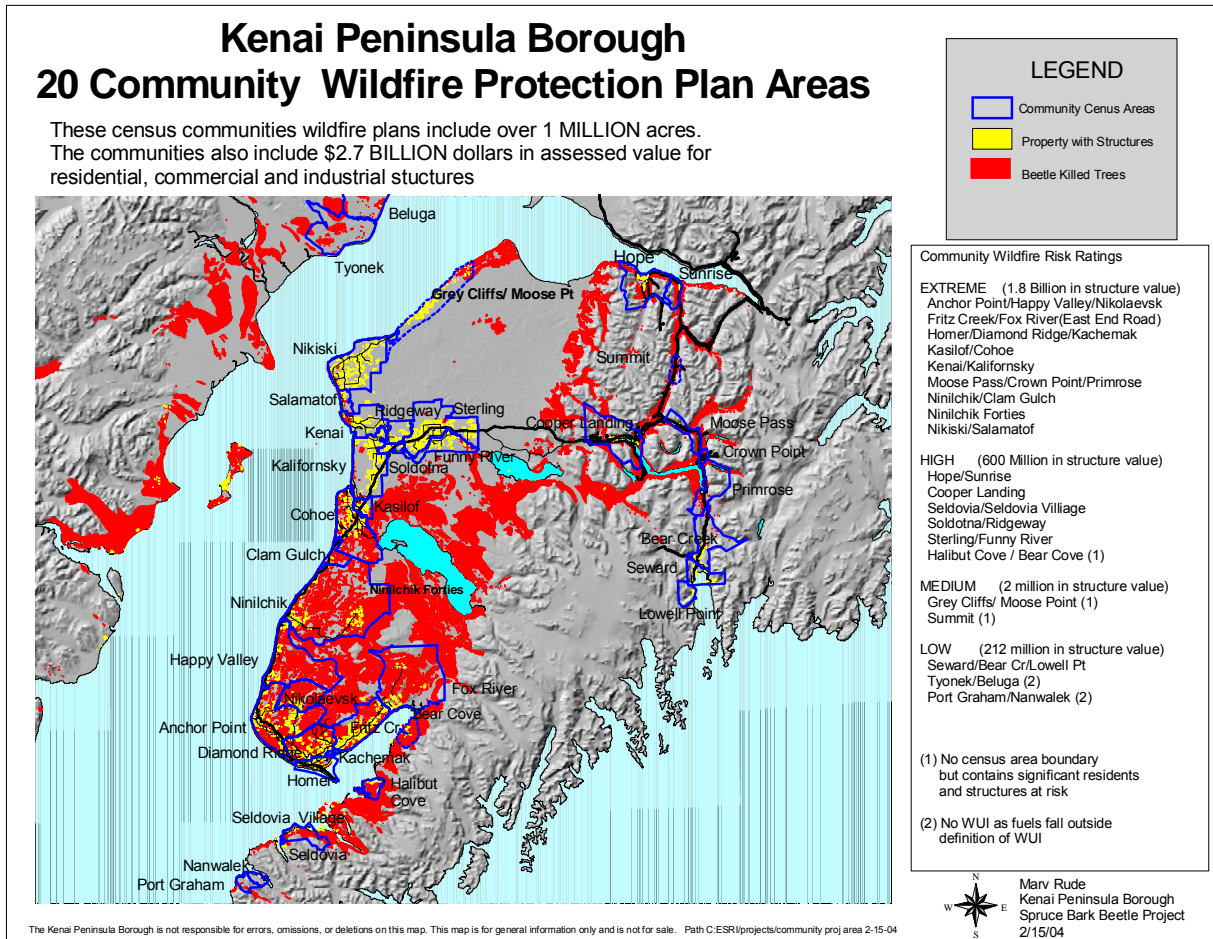 Kenai Peninsula Borough
20 Community Wildfire Protection Plan Areas
These census communities wildfire plans include over 1 MILLION acres.
The communities also include $2.7 BILLION dollars in assessed value for
residential, commercial and industrial stuctures
LEGEND
Community Cenus Areas
Property with Structures
Beetle Killed Trees
Beluga
Tyonek
Hope
Sunrise
Grey Cliffs/ Moose Pt
Nikiski
Summit
Salamatof
Ridgeway
Sterling
Kenai
Cooper Landing
Moose Pass
Kalifornsky
Soldotna
Funny River
Crown Point
Primrose
Cohoe
Kasilof
Clam Gulch
Bear Creek
Seward
Ninilchik
Ninilchik Forties
Lowell Point
Happy Valley
Nikolaevsk
Fox River
Anchor Point
Fritz Cr
Bear Cove
Diamond Ridge
Kachemak
Homer
Halibut
Cove
Seldovia Village
Seldovia
Nanwalek
Port Graham
Community Wildfire Risk Ratings
EXTREME (1.8 Billion in structure value)
Anchor Point/Happy Valley/Nikolaevsk
Fritz Creek/Fox River(East End Road)
Homer/Diamond Ridge/Kachemak
Kasilof/Cohoe
Kenai/Kalifornsky
Moose Pass/Crown Point/Primrose
Ninilchik/Clam Gulch
Ninilchik Forties
Nikiski/Salamatof
HIGH (600 Million in structure value)
Hope/Sunrise
Cooper Landing
Seldovia/Seldovia Villiage
Soldotna/Ridgeway
Sterling/Funny River
Halibut Cove / Bear Cove (1)
MEDIUM (2 million in structure value)
Grey Cliffs/ Moose Point (1)
Summit (1)
LOW (212 million in structure value)
Seward/Bear Cr/Lowell Pt
Tyonek/Beluga (2)
Port Graham/Nanwalek (2)
(1) No census area boundary
but contains significant residents
and structures at risk
(2) No WUI as fuels fall outside
definition of WUI
N
W
E
S
Marv Rude
Kenai Peninsula Borough
Spruce Bark Beetle Project
2/15/04
The Kenai Peninsula Borough is not responsible for errors, omissions, or deletions on this map. This map is for general information only and is not for sale. Path C:ESRI/projects/community proj area 2-15-04